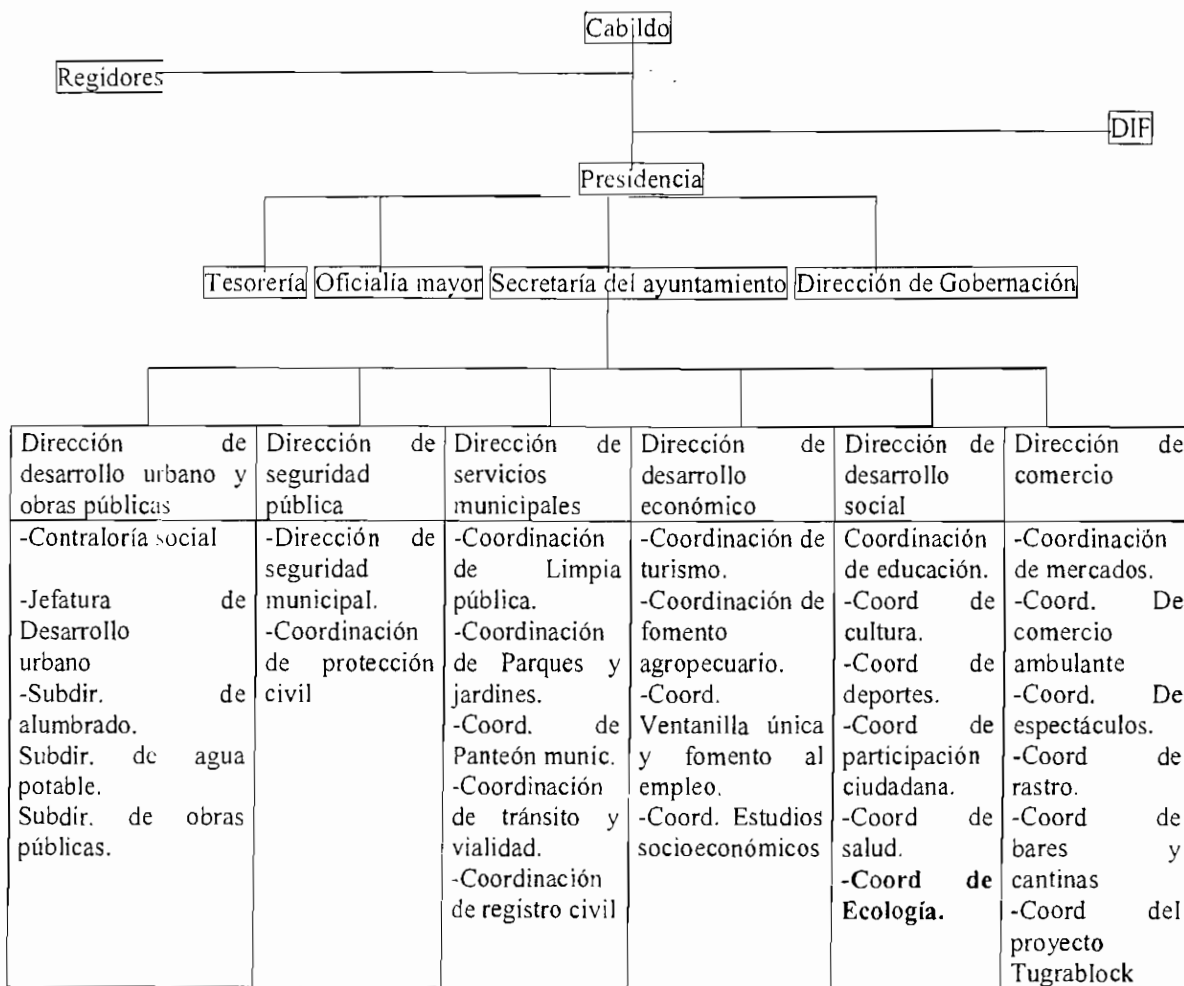 Cabildo
Regidores
DIF
Presidencia
Tesorería
Oficialía mayor
Secretaría del ayuntamiento
Dirección de Gobernación
Dirección de
desarrollo urbano y
obras públicas
Dirección de
seguridad
pública
Dirección de
servicios
municipales
Dirección de
desarrollo
económico
Dirección de
desarrollo
social
Dirección de
comercio
-Contraloría social
-Jefatura de
Desarrollo
urbano
-Subdir. de
alumbrado.
Subdir. de agua
potable.
Subdir. de obras
públicas.
-Dirección de
seguridad
municipal.
-Coordinación
de protección
civil
-Coordinación
de Limpia
pública.
-Coordinación
de Parques y
jardines.
-Coord. de
Panteón munic.
-Coordinación
de tránsito y
vialidad.
-Coordinación
de registro civil
-Coordinación de
turismo.
-Coordinación de
fomento
agropecuario.
-Coord.
Ventanilla única
y fomento al
empleo.
-Coord. Estudios
socioeconómicos
Coordinación
de educación.
-Coord de
cultura.
-Coord de
deportes.
-Coord de
participación
ciudadana.
-Coord de
salud.
-Coord de
Ecología.
-Coordinación
de mercados.
-Coord. De
comercio
ambulante
-Coord. De
espectáculos.
-Coord de
rastro.
-Coord de
bares y
cantinas
-Coord del
proyecto
Tugrablock